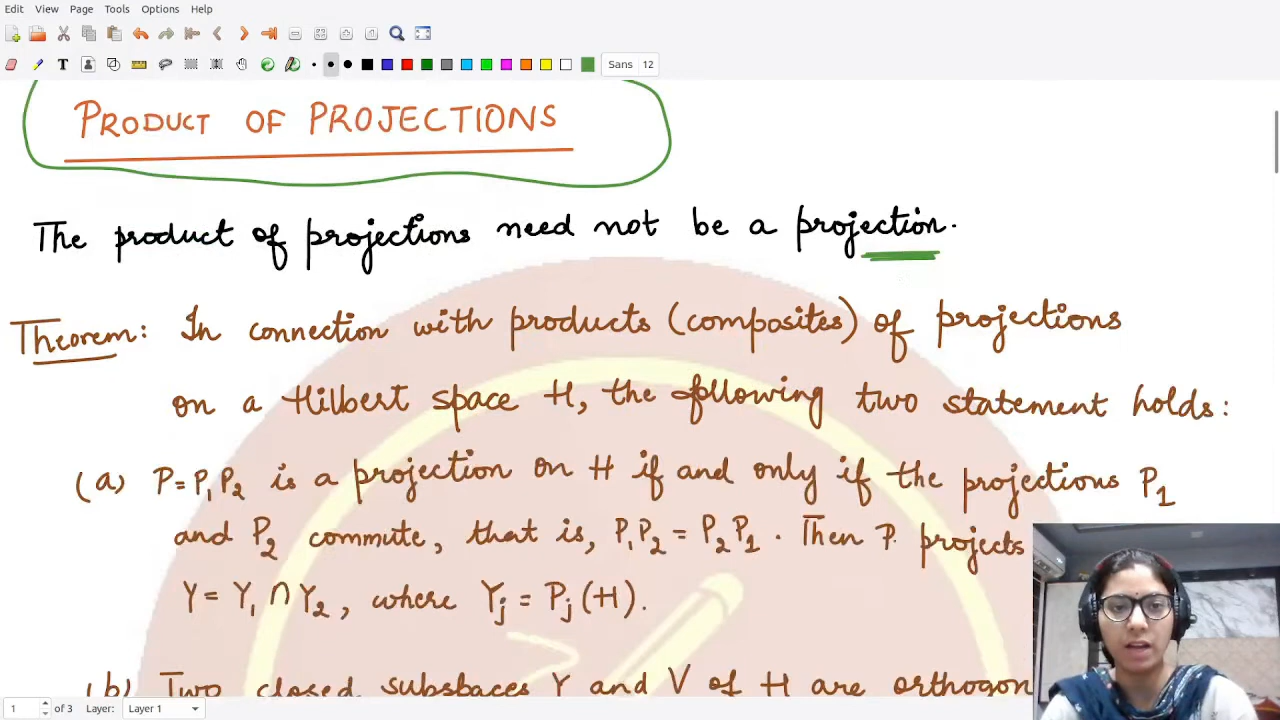 Edit View Page Tools Options Help
T Sans 12
PRODUCT OF PROJECTIONS
The product of projections need not be a projection.
Theorem: In connection with products (composites) of projections
on a Hilbert space H, the following two statement holds:
(a) P = P₁P₂ is a projection on H if and only if the projections P₁
and P₂ commute, that is, P₁P₂ = P₂P₁. Then P projects
Y = Y₁ ∩ Y₂, where Yⱼ = Pⱼ(H).
(b) Two closed subspaces Y and V of H are orthogon
1 of 3 Layer: Layer 1